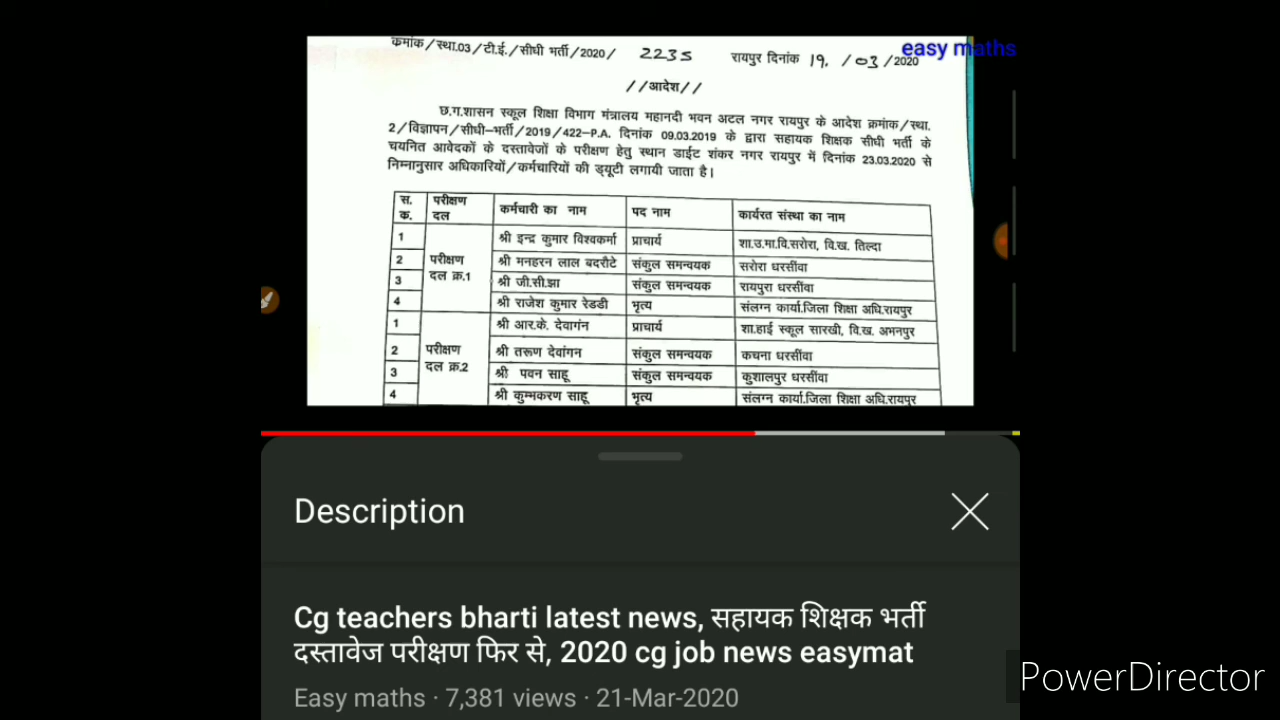 क्रमांक/स्था.03/टी.ई./सीधी भर्ती/2020/ 2235 रायपुर दिनांक 19. /03/2020
easy maths
//आदेश//
छ.ग.शासन स्कूल शिक्षा विभाग मंत्रालय महानदी भवन अटल नगर रायपुर के आदेश क्रमांक/स्था.
2/विज्ञापन/सीधी-भर्ती/2019/422-P.A. दिनांक 09.03.2019 के द्वारा सहायक शिक्षक सीधी भर्ती के
चयनित आवेदकों के दस्तावेजों के परीक्षण हेतु स्थान डाईट शंकर नगर रायपुर में दिनांक 23.03.2020 से
निम्नानुसार अधिकारियों/कर्मचारियों की ड्यूटी लगायी जाता है।
स. क. परीक्षण दल कर्मचारी का नाम पद नाम कार्यरत संस्था का नाम
1 परीक्षण दल क्र.1 श्री इन्द्र कुमार विश्वकर्मा प्राचार्य शा.उ.मा.वि.सरोरा, वि.ख. तिल्दा
2 श्री मनहरन लाल बदरौटे संकुल समन्वयक सरोरा धरसींवा
3 श्री जी.सी.झा संकुल समन्वयक रायपुरा धरसींवा
4 श्री राजेश कुमार रेडडी भृत्य संलग्न कार्या.जिला शिक्षा अधि.रायपुर
1 परीक्षण दल क्र.2 श्री आर.के. देवागंन प्राचार्य शा.हाई स्कूल सारखी, वि.ख. अभनपुर
2 श्री तरूण देवांगन संकुल समन्वयक कचना धरसींवा
3 श्री पवन साहू संकुल समन्वयक कुशालपुर धरसींवा
4 श्री कुम्भकरण साहू भृत्य संलग्न कार्या.जिला शिक्षा अधि.रायपुर
Description
Cg teachers bharti latest news, सहायक शिक्षक भर्ती
दस्तावेज परीक्षण फिर से, 2020 cg job news easymat
Easy maths · 7,381 views · 21-Mar-2020
PowerDirector